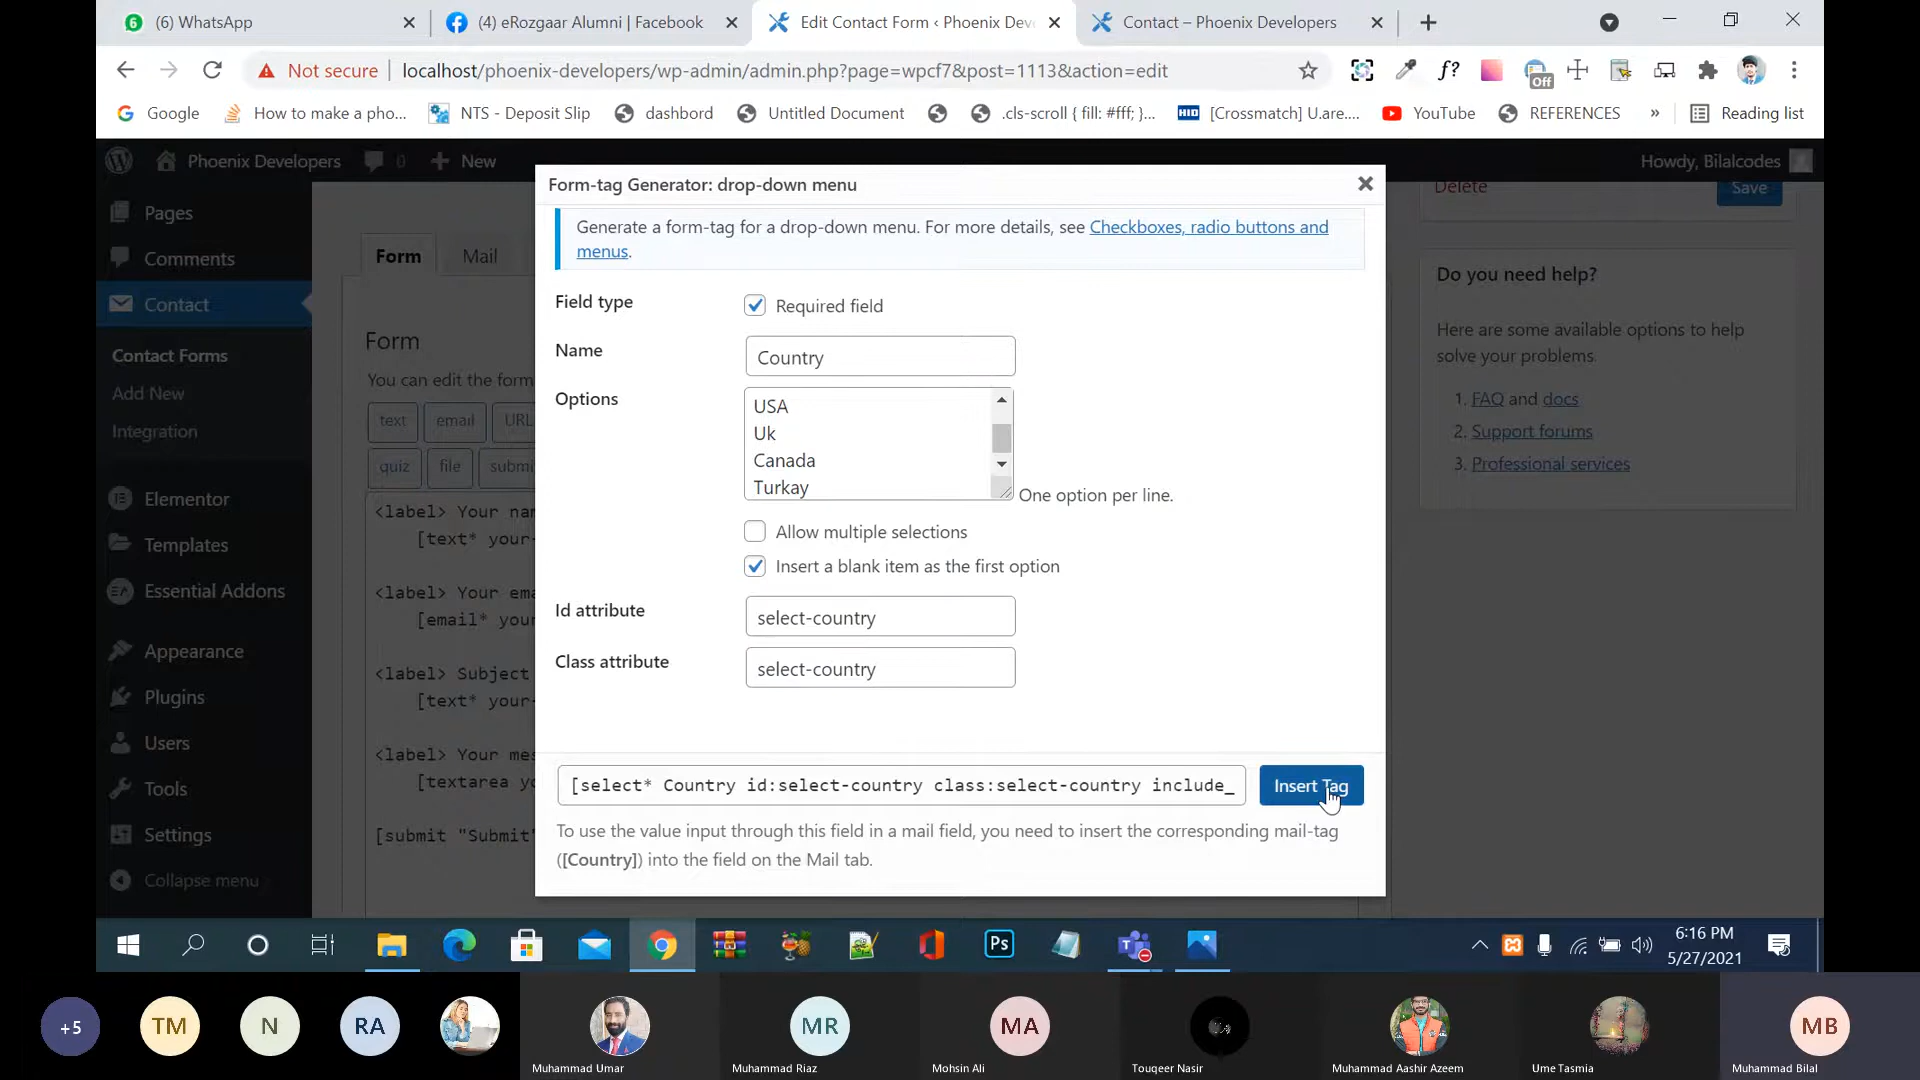 (6) WhatsApp
(4) eRozgaar Alumni | Facebook
Edit Contact Form ‹ Phoenix Dev
Contact – Phoenix Developers
Not secure
localhost/phoenix-developers/wp-admin/admin.php?page=wpcf7&post=1113&action=edit
f?
Off
Google
How to make a pho...
NTS - Deposit Slip
dashbord
Untitled Document
.cls-scroll { fill: #fff; }...
HID
[Crossmatch] U.are....
YouTube
REFERENCES
»
Reading list
Phoenix Developers
0
New
Howdy, Bilalcodes
Pages
Comments
Contact
Contact Forms
Add New
Integration
Elementor
Templates
Essential Addons
Appearance
Plugins
Users
Tools
Settings
Collapse menu
Form
Mail
Form
You can edit the form
text
email
URL
quiz
file
submi
<label> Your nam
[text* your-
<label> Your ema
[email* your
<label> Subject
[text* your-
<label> Your mes
[textarea yo
[submit "Submit"
Form-tag Generator: drop-down menu
Generate a form-tag for a drop-down menu. For more details, see Checkboxes, radio buttons and
menus.
Field type
Required field
Name
Country
Options
USA
Uk
Canada
Turkay
One option per line.
Allow multiple selections
Insert a blank item as the first option
Id attribute
select-country
Class attribute
select-country
[select* Country id:select-country class:select-country include_
Insert Tag
To use the value input through this field in a mail field, you need to insert the corresponding mail-tag
([Country]) into the field on the Mail tab.
Delete
Save
Do you need help?
Here are some available options to help
solve your problems.
1. FAQ and docs
2. Support forums
3. Professional services
Ps
6:16 PM
5/27/2021
+5
TM
N
RA
Muhammad Umar
MR
Muhammad Riaz
MA
Mohsin Ali
Touqeer Nasir
Muhammad Aashir Azeem
Ume Tasmia
MB
Muhammad Bilal